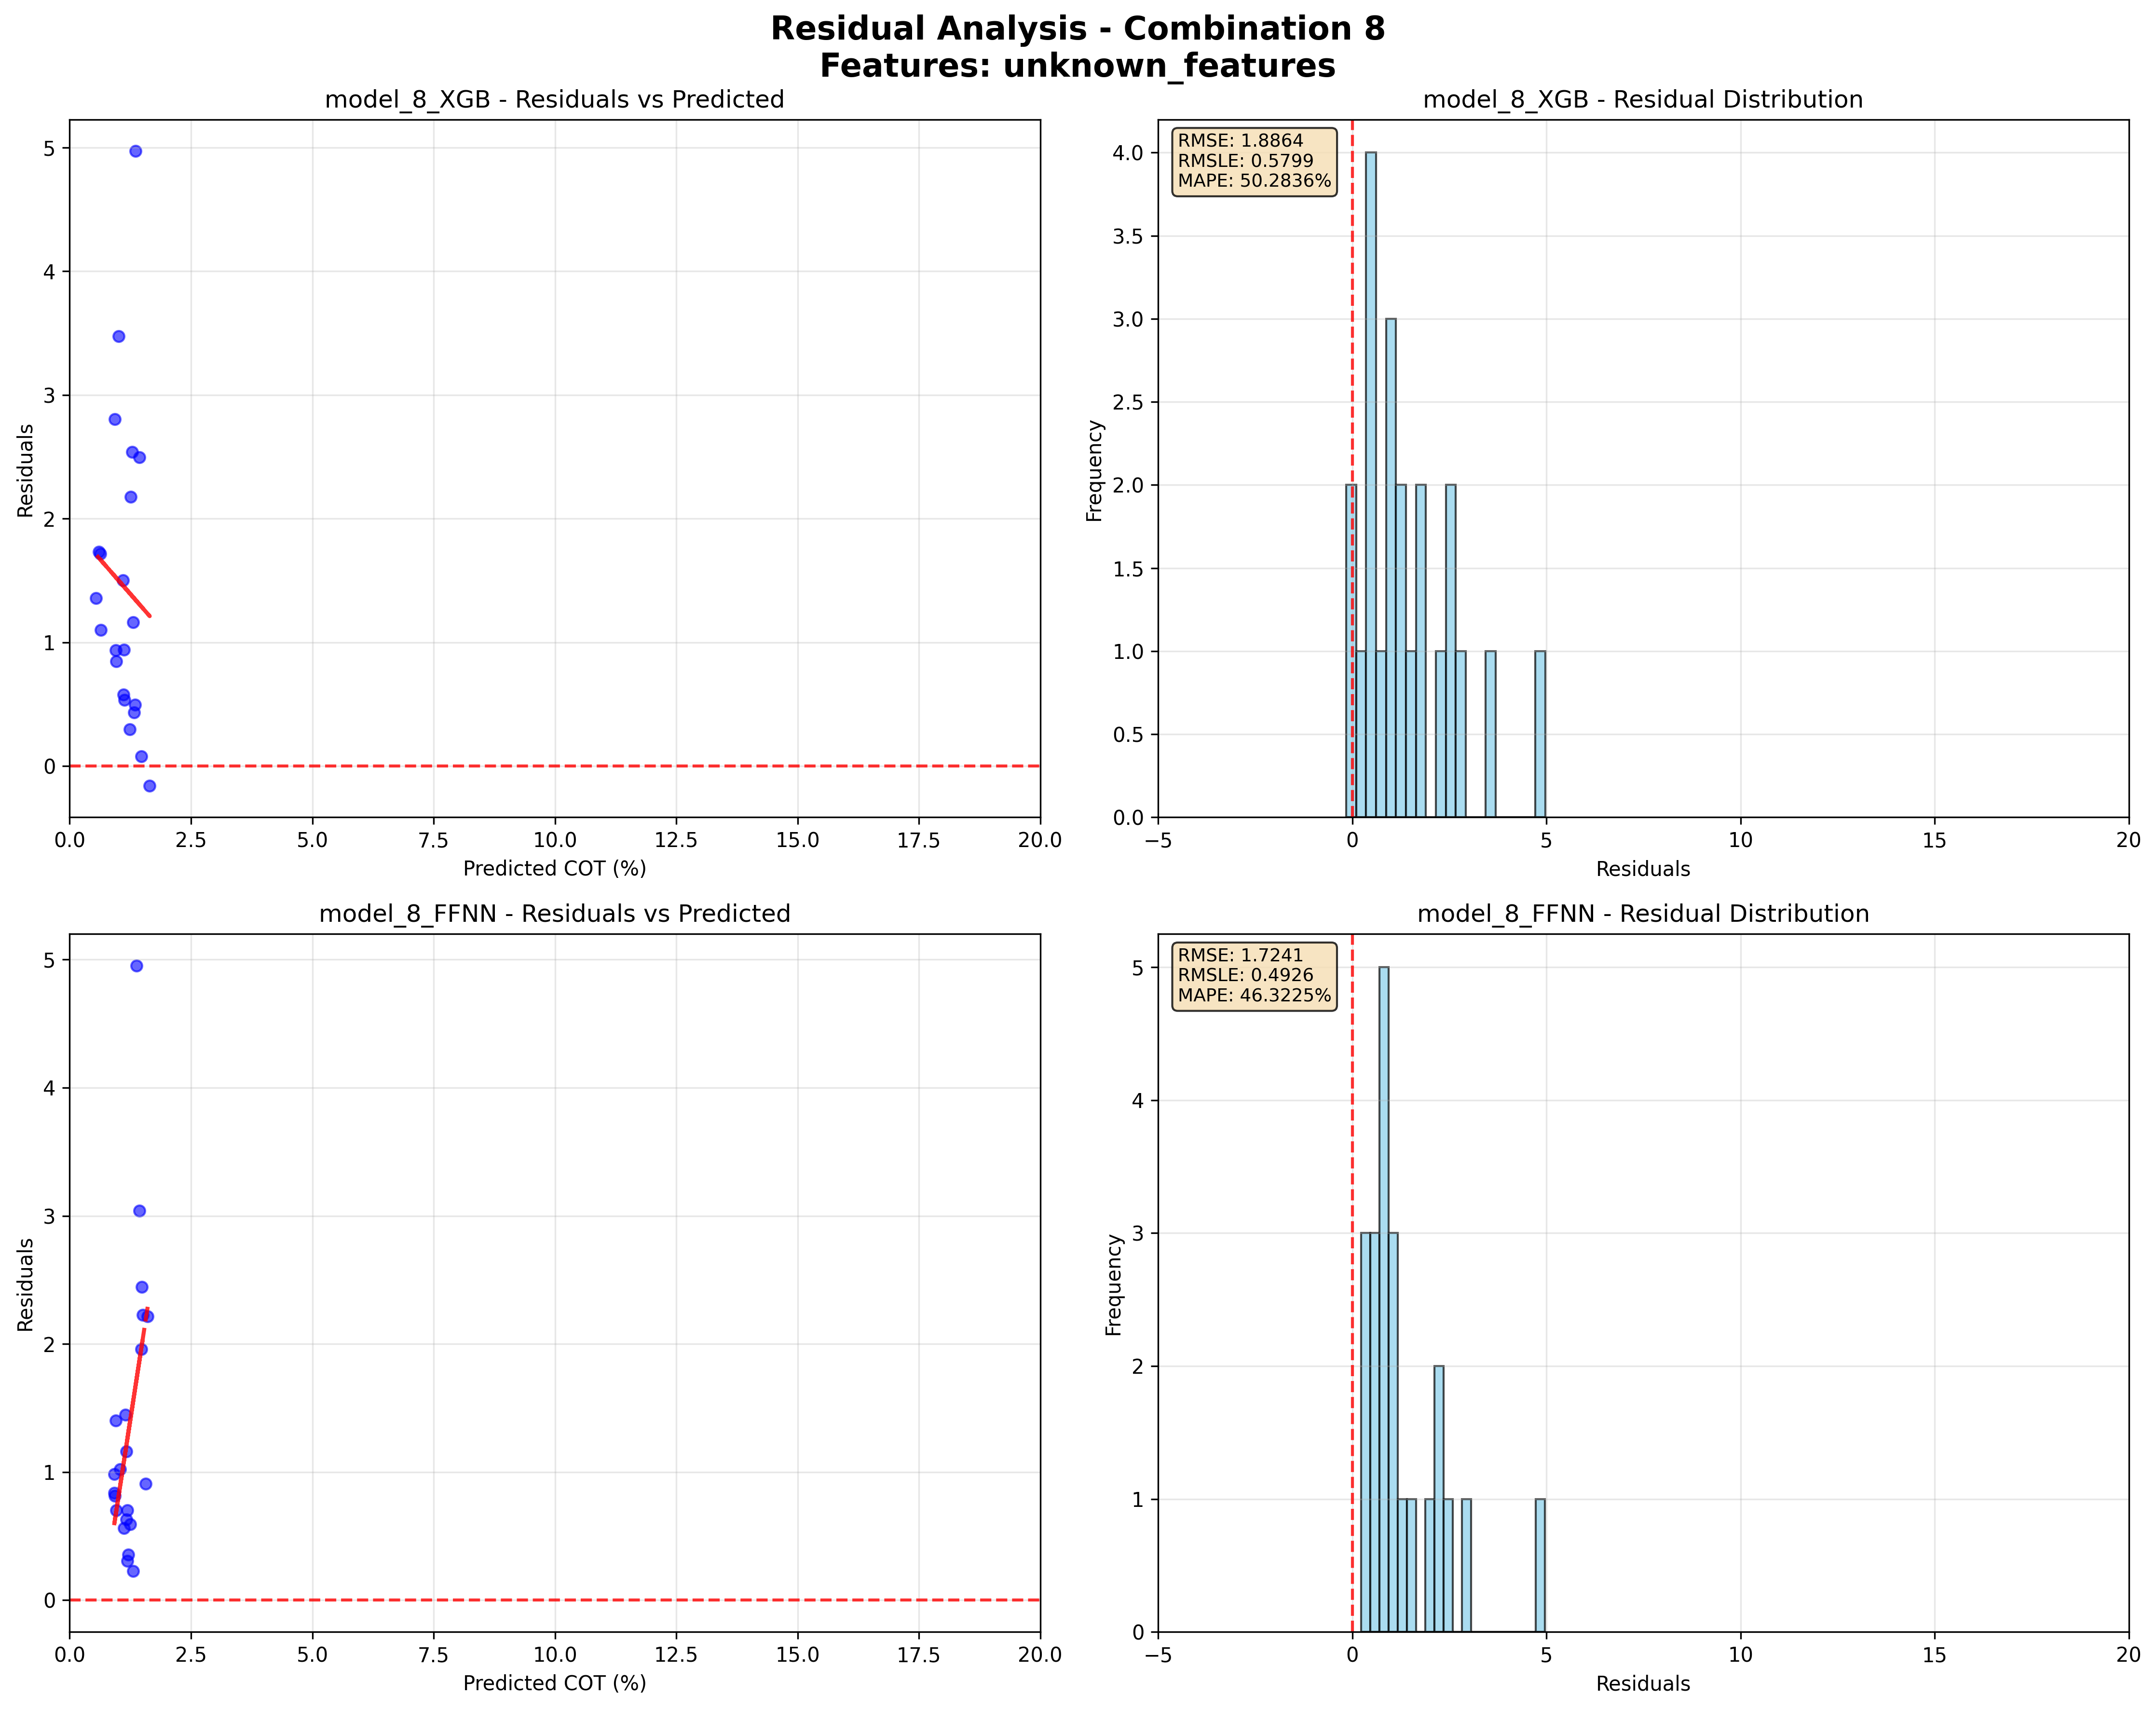 Residual Analysis - Combination 8
Features: unknown_features
model_8_XGB - Residuals vs Predicted
5
4
3
2
1
0
Residuals
0.0 2.5 5.0 7.5 10.0 12.5 15.0 17.5 20.0
Predicted COT (%)
model_8_XGB - Residual Distribution
RMSE: 1.8864
RMSLE: 0.5799
MAPE: 50.2836%
4.0
3.5
3.0
2.5
2.0
1.5
1.0
0.5
0.0
Frequency
−5 0 5 10 15 20
Residuals
model_8_FFNN - Residuals vs Predicted
5
4
3
2
1
0
Residuals
0.0 2.5 5.0 7.5 10.0 12.5 15.0 17.5 20.0
Predicted COT (%)
model_8_FFNN - Residual Distribution
RMSE: 1.7241
RMSLE: 0.4926
MAPE: 46.3225%
5
4
3
2
1
0
Frequency
−5 0 5 10 15 20
Residuals